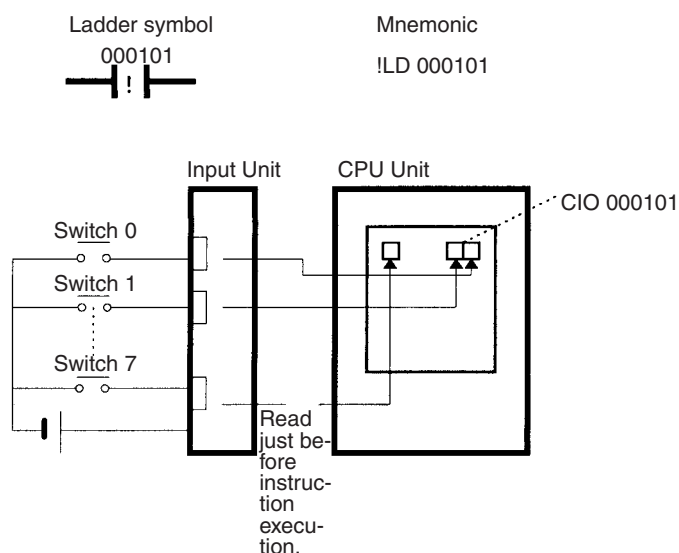 Ladder symbol
Mnemonic
000101
!
!LD 000101
Input Unit
CPU Unit
CIO 000101
Switch 0
Switch 1
Switch 7
Read
just be-
fore
instruc-
tion
execu-
tion.